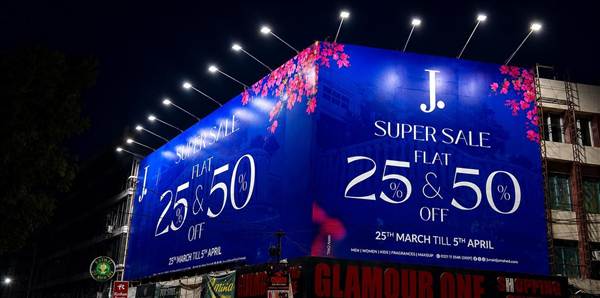 J.
SUPER SALE
FLAT
25% & 50%
OFF
25TH MARCH TILL 5TH APRIL
J.
SUPER SALE
FLAT
25% & 50%
OFF
25TH MARCH TILL 5TH APRIL
MEN | WOMEN | KIDS | FRAGRANCES | MAKEUP
GLAMOUR ONE